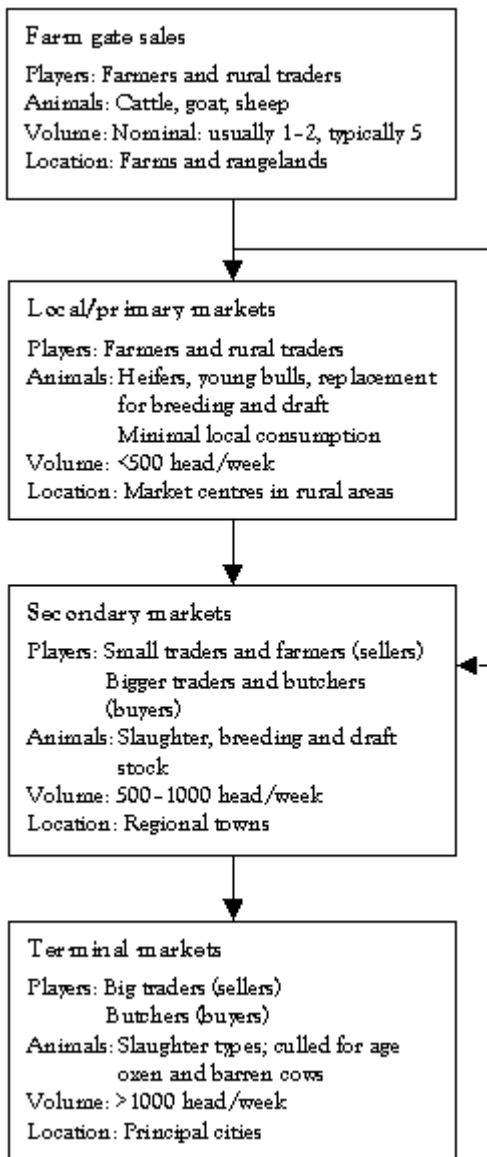 Farm gate sales
Players: Farmers and rural traders
Animals: Cattle, goat, sheep
Volume: Nominal: usually 1-2, typically 5
Location: Farms and rangelands
Local/primary markets
Players: Farmers and rural traders
Animals: Heifers, young bulls, replacement
for breeding and draft
Minimal local consumption
Volume: <500 head/week
Location: Market centres in rural areas
Secondary markets
Players: Small traders and farmers (sellers)
Bigger traders and butchers
(buyers)
Animals: Slaughter, breeding and draft
stock
Volume: 500-1000 head/week
Location: Regional towns
Terminal markets
Players: Big traders (sellers)
Butchers (buyers)
Animals: Slaughter types; culled for age
oxen and barren cows
Volume: >1000 head/week
Location: Principal cities